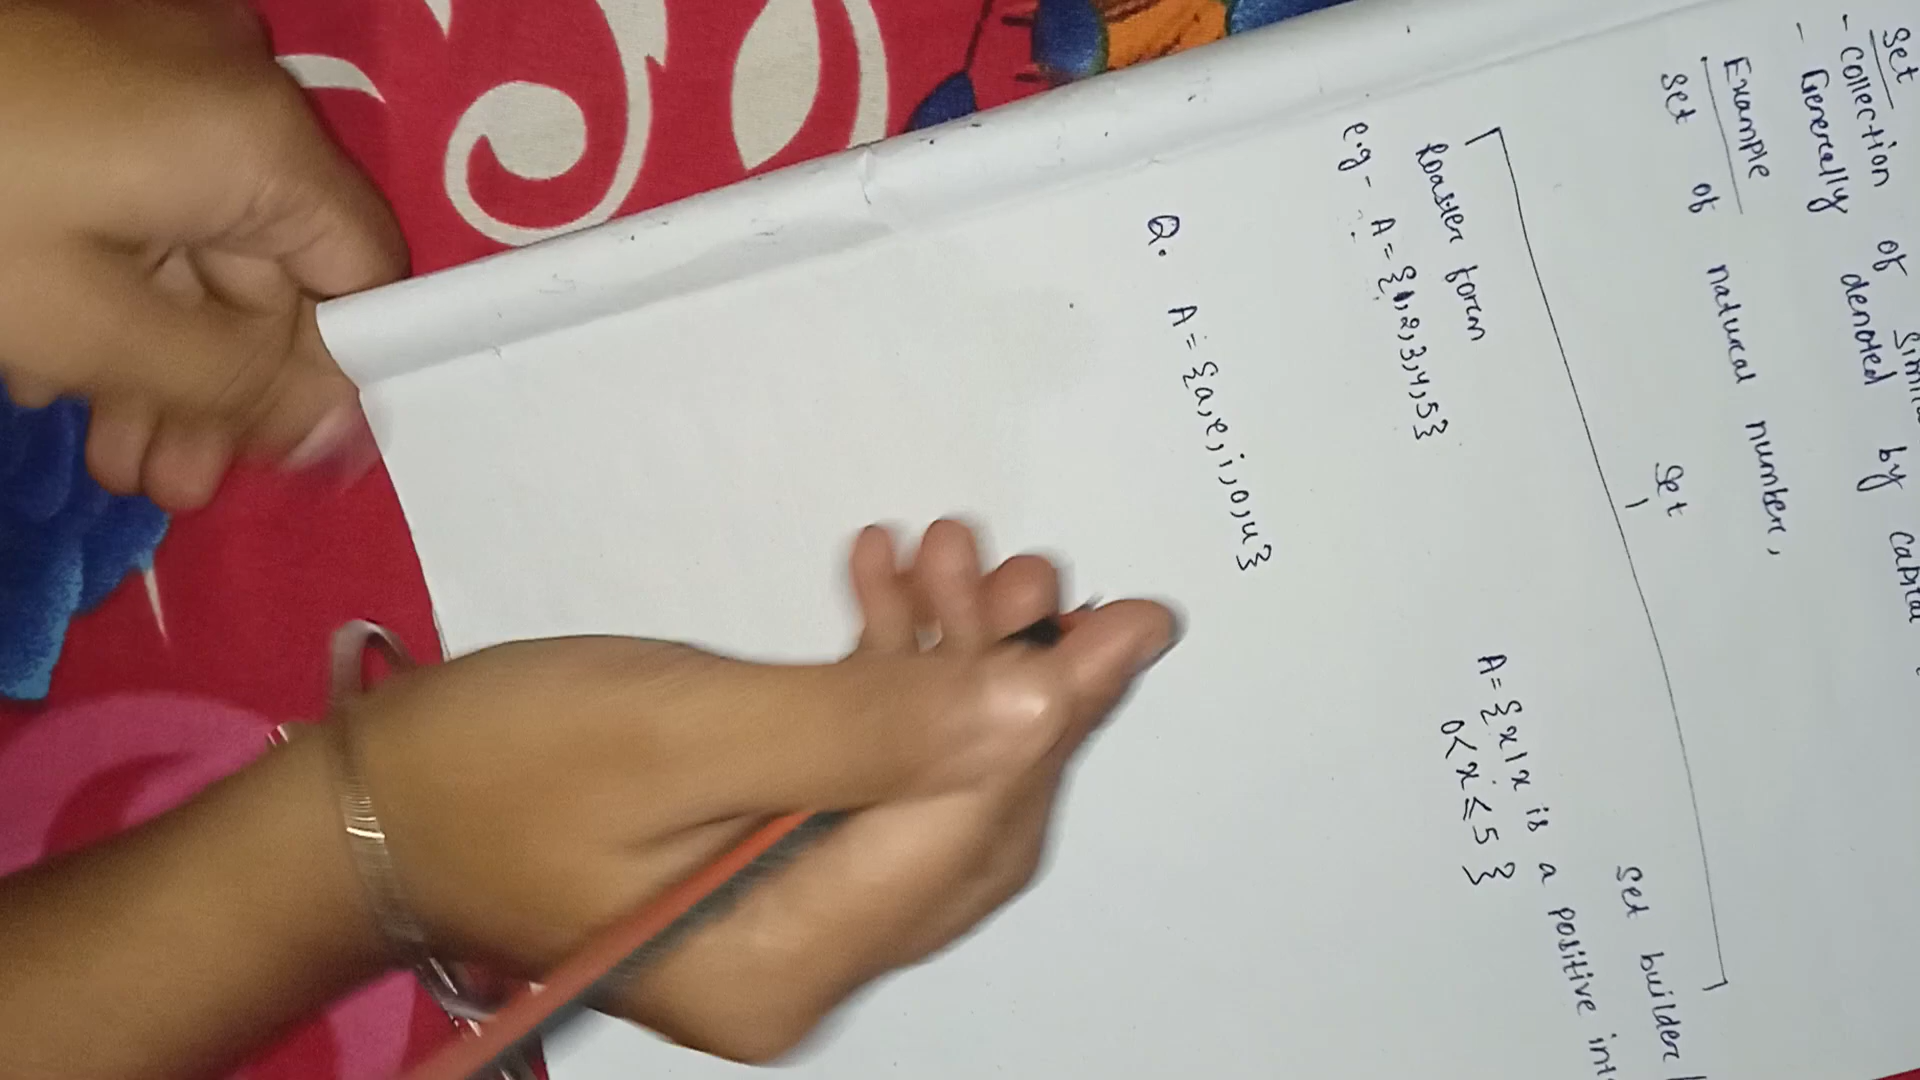 Set
- Collection of
- Generally denoted by capital
Example
Set of natural number,
Set
Roaster form
Set builder
e.g - A = {1,2,3,4,5}
A = {x | x is a positive
0 < x ≤ 5 }
Q. A = {a, e, i, o, u}